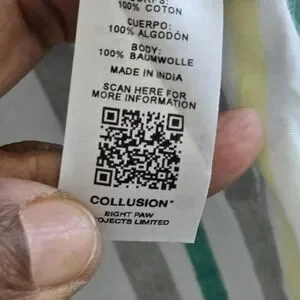 100% COTON
CUERPO:
100% ALGODÓN
BODY:
100% BAUMWOLLE
MADE IN INDIA
SCAN HERE FOR
MORE INFORMATION
COLLUSION™
EIGHT PAW
OJECTS LIMITED